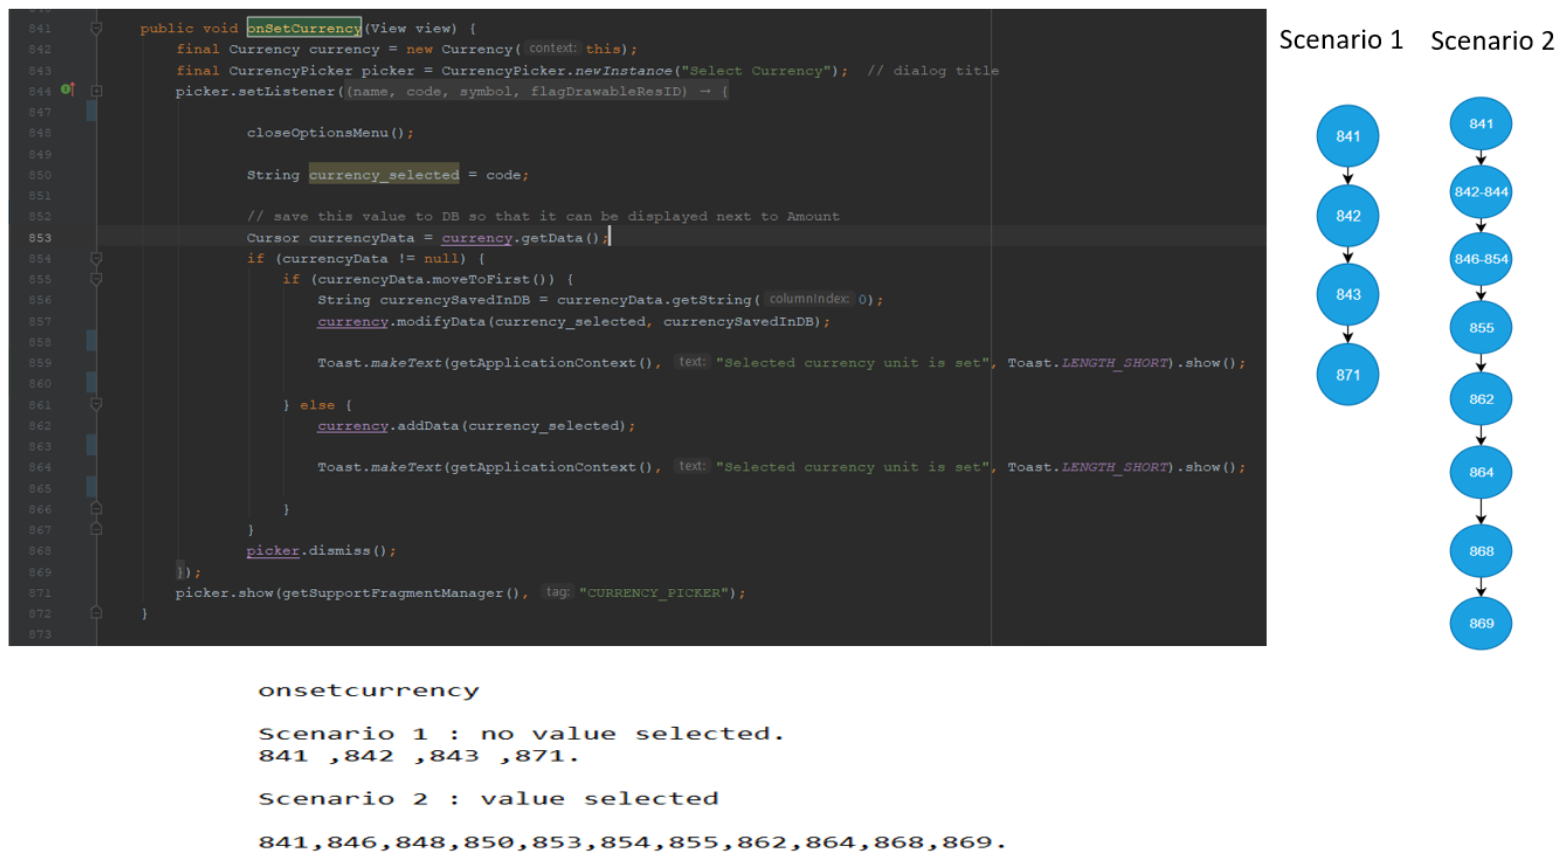 841 public void onSetCurrency(View view) {
842 final Currency currency = new Currency( context: this);
843 final CurrencyPicker picker = CurrencyPicker.newInstance("Select Currency"); // dialog title
844 picker.setListener((name, code, symbol, flagDrawableResID) → {
847
848 closeOptionsMenu();
849
850 String currency_selected = code;
851
852 // save this value to DB so that it can be displayed next to Amount
853 Cursor currencyData = currency.getData();
854 if (currencyData != null) {
855 if (currencyData.moveToFirst()) {
856 String currencySavedInDB = currencyData.getString( columnIndex: 0);
857 currency.modifyData(currency_selected, currencySavedInDB);
858
859 Toast.makeText(getApplicationContext(), text: "Selected currency unit is set", Toast.LENGTH_SHORT).show();
860
861 } else {
862 currency.addData(currency_selected);
863
864 Toast.makeText(getApplicationContext(), text: "Selected currency unit is set", Toast.LENGTH_SHORT).show();
865
866 }
867 }
868 picker.dismiss();
869 });
871 picker.show(getSupportFragmentManager(), tag: "CURRENCY_PICKER");
872 }
873
Scenario 1
841
842
843
871
Scenario 2
841
842-844
846-854
855
862
864
868
869
onsetcurrency
Scenario 1 : no value selected.
841 ,842 ,843 ,871.
Scenario 2 : value selected
841,846,848,850,853,854,855,862,864,868,869.